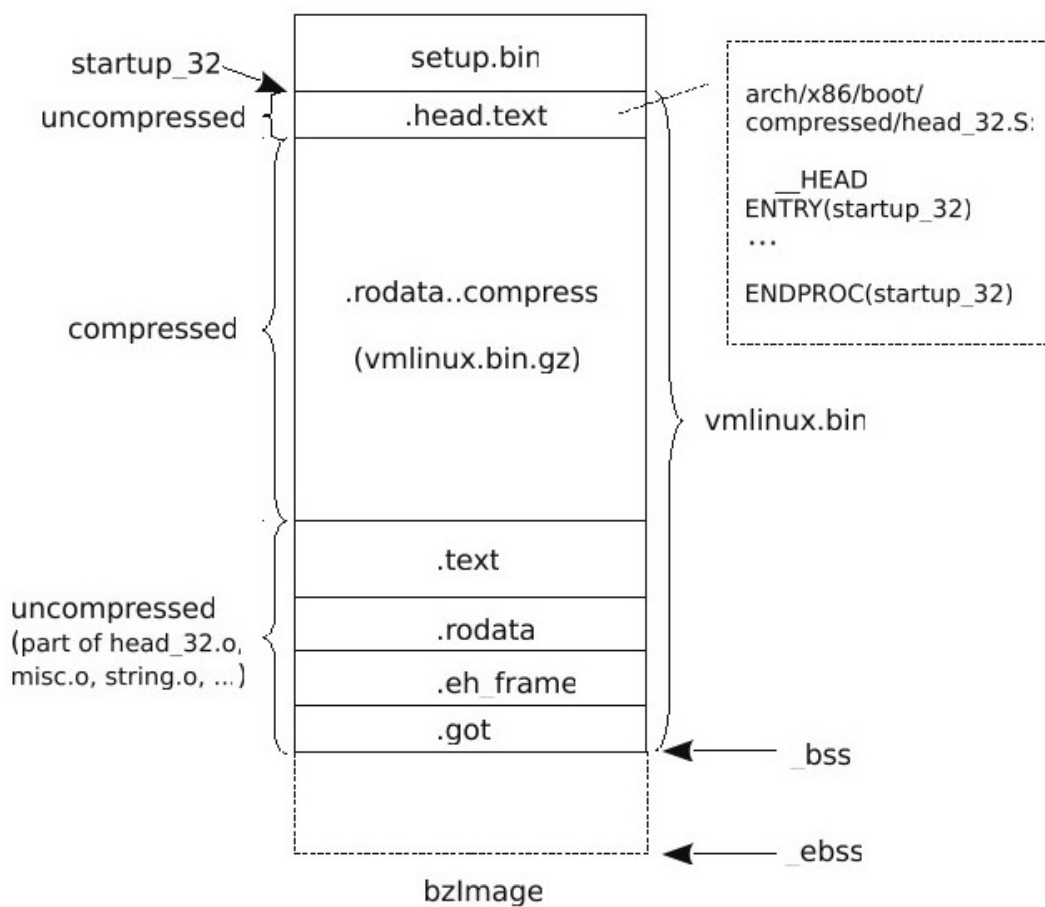 setup.bin
startup_32
uncompressed
.head.text
arch/x86/boot/
compressed/head_32.S:
__HEAD
ENTRY(startup_32)
...
ENDPROC(startup_32)
.rodata..compress
(vmlinux.bin.gz)
compressed
vmlinux.bin
.text
uncompressed
(part of head_32.o,
misc.o, string.o, ...)
.rodata
.eh_frame
.got
_bss
_ebss
bzImage